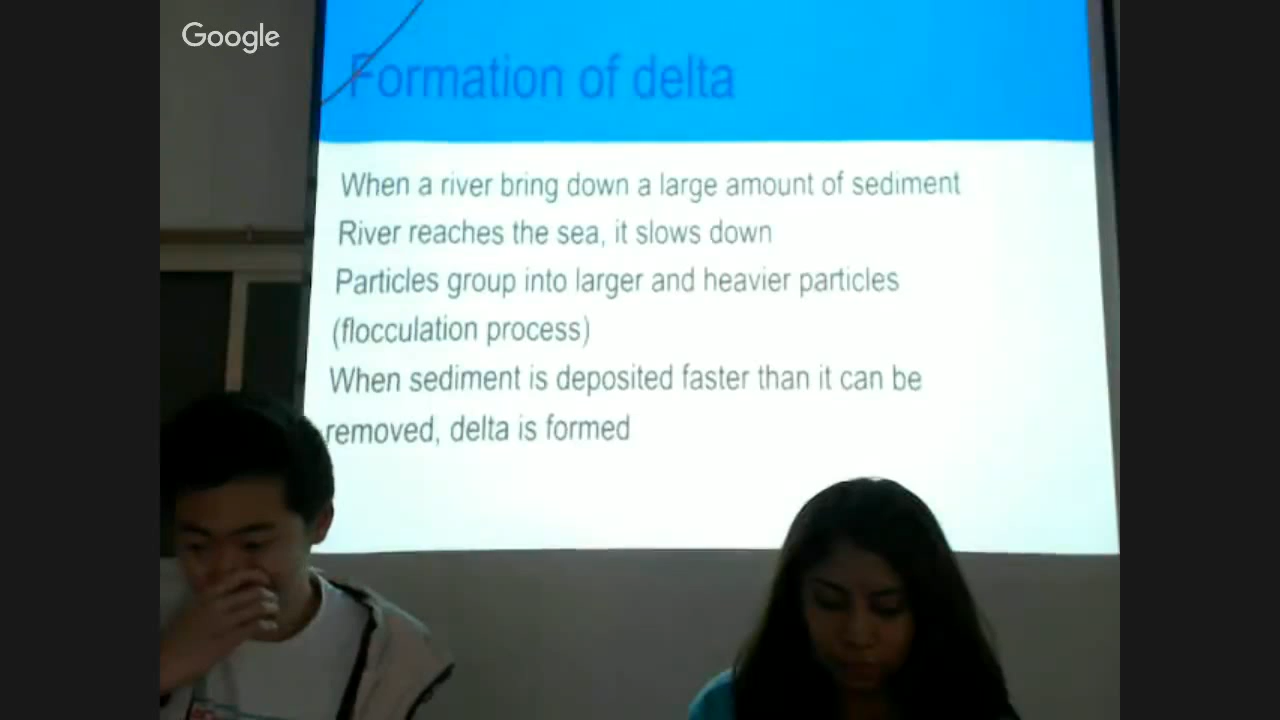 Google
Formation of delta
When a river bring down a large amount of sediment
River reaches the sea, it slows down
Particles group into larger and heavier particles
(flocculation process)
When sediment is deposited faster than it can be
removed, delta is formed